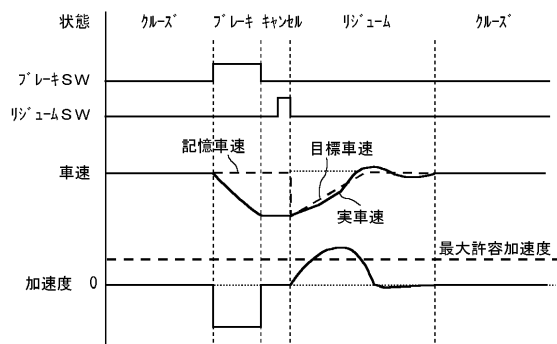 状態 ｸﾙｰｽﾞ ﾌﾞﾚｰｷ ｷｬﾝｾﾙ ﾘｼﾞｭｰﾑ ｸﾙｰｽﾞ
ﾌﾞﾚｰｷＳＷ
ﾘｼﾞｭｰﾑＳＷ
記憶車速
目標車速
車速
実車速
最大許容加速度
加速度 0